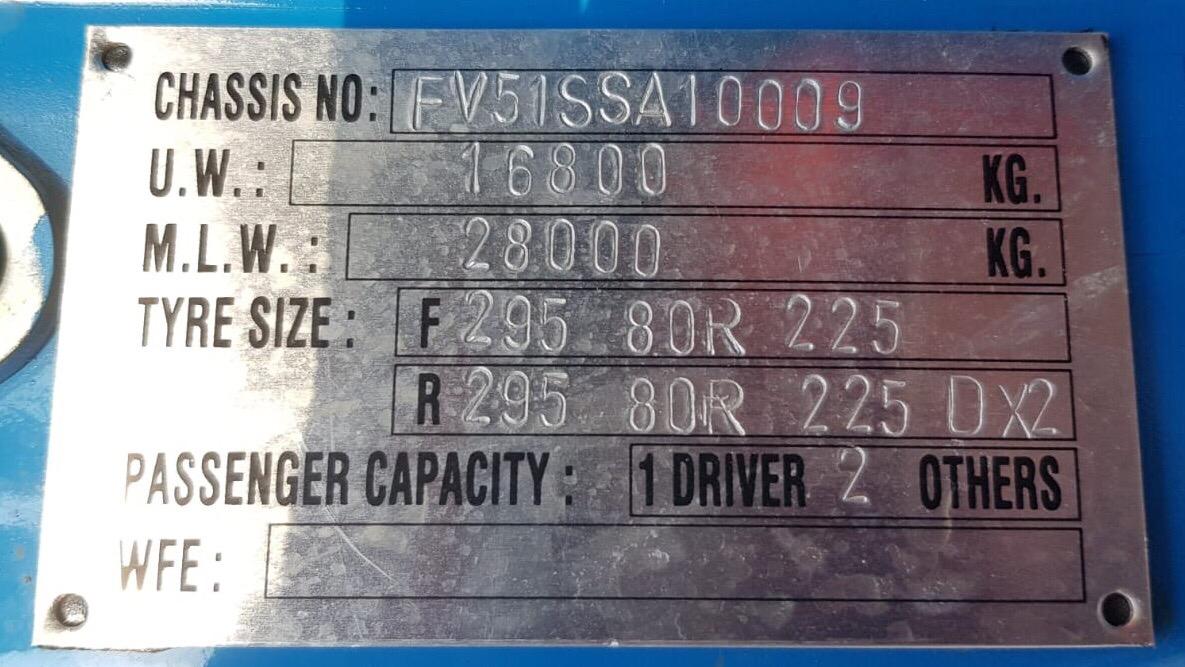 CHASSIS NO: FV51SSA10009
U.W.: 16800 KG.
M.L.W.: 28000 KG.
TYRE SIZE: F 295 80R 225
R 295 80R 225 DX2
PASSENGER CAPACITY: 1 DRIVER 2 OTHERS
WFE: